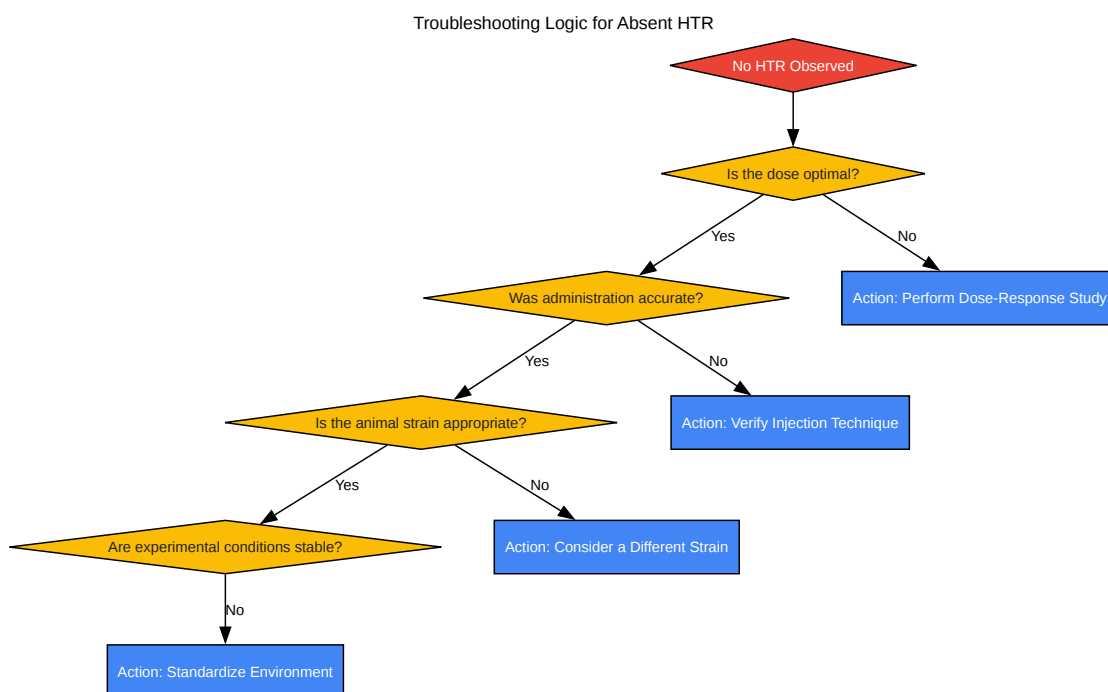 Troubleshooting Logic for Absent HTR
No HTR Observed
Is the dose optimal?
Yes
No
Was administration accurate?
Action: Perform Dose-Response Study
Yes
No
Is the animal strain appropriate?
Action: Verify Injection Technique
Yes
No
Are experimental conditions stable?
Action: Consider a Different Strain
No
Action: Standardize Environment